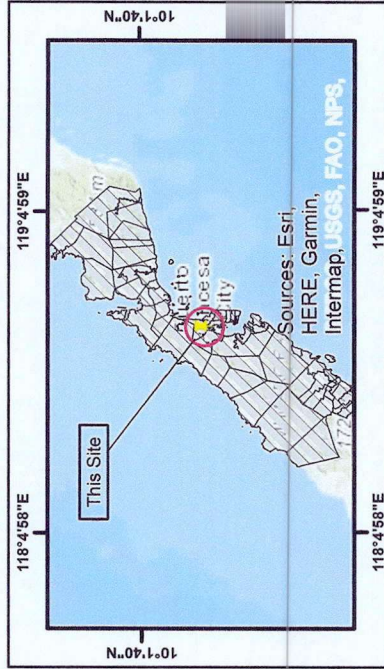 118°4'58"E
119°4'59"E
10°1'40"N
10°1'40"N
This Site
Sources: Esri,
HERE, Garmin,
Intermap, USGS, FAO, NPS,
172
118°4'58"E
119°4'59"E